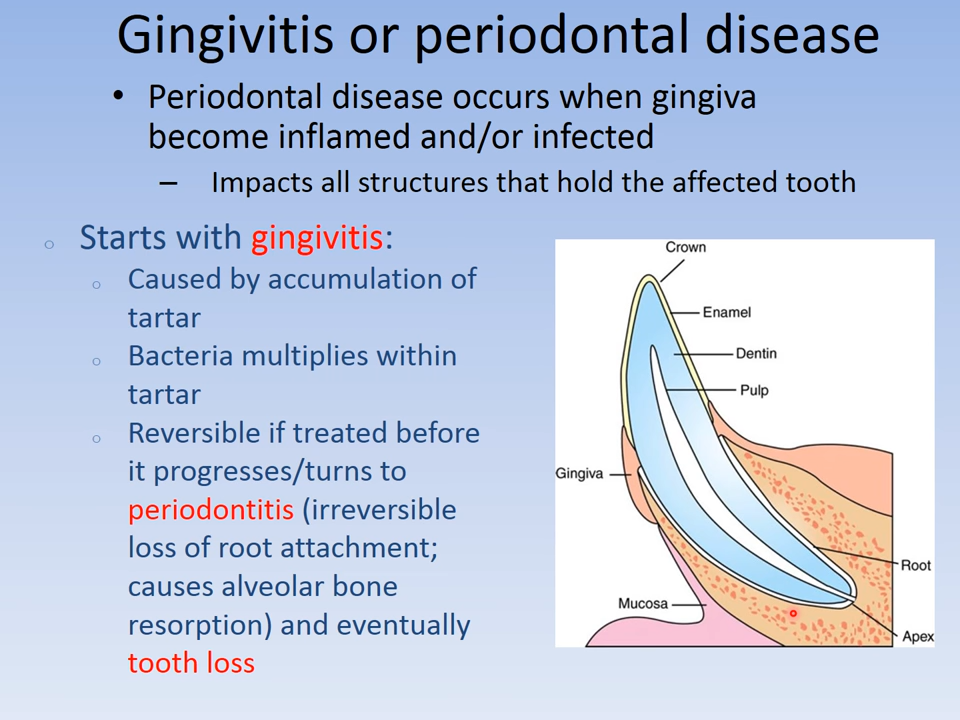 Gingivitis or periodontal disease
• Periodontal disease occurs when gingiva
become inflamed and/or infected
– Impacts all structures that hold the affected tooth
o Starts with gingivitis:
o Caused by accumulation of
tartar
o Bacteria multiplies within
tartar
o Reversible if treated before
it progresses/turns to
periodontitis (irreversible
loss of root attachment;
causes alveolar bone
resorption) and eventually
tooth loss
Crown
Enamel
Dentin
Pulp
Gingiva
Root
Mucosa
Apex